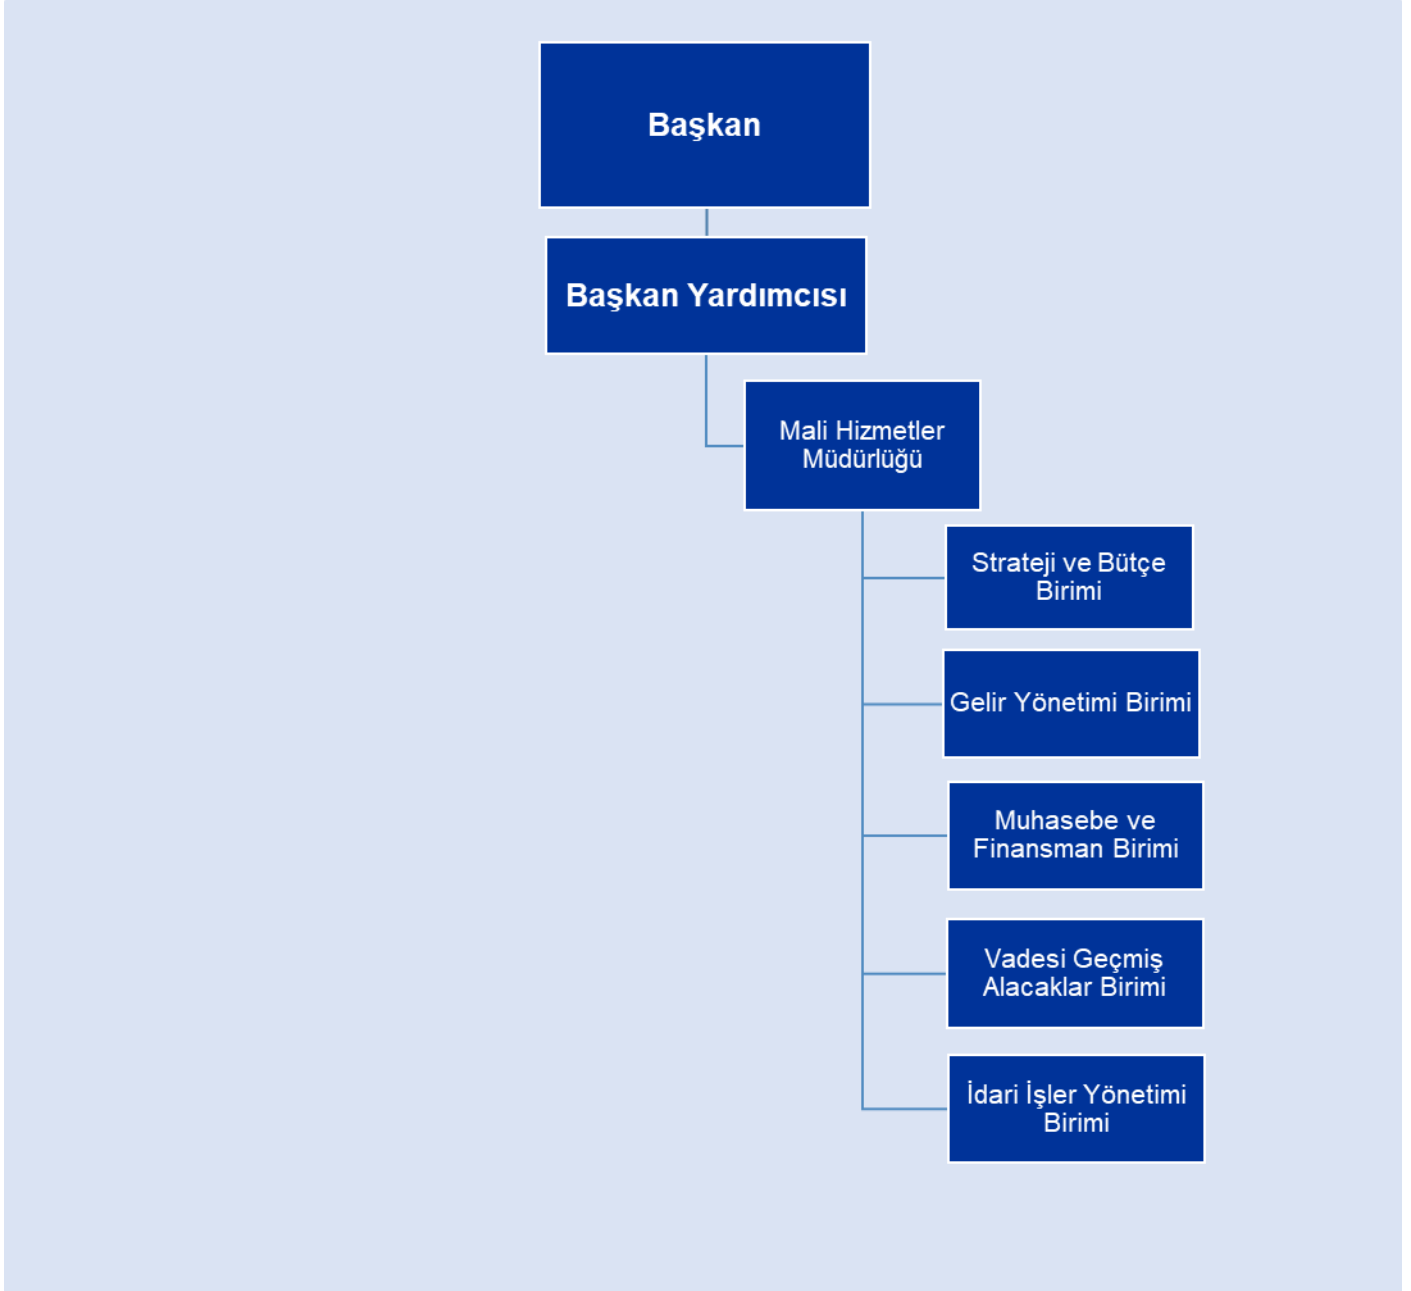 Başkan
Başkan Yardımcısı
Mali Hizmetler
Müdürlüğü
Strateji ve Bütçe
Birimi
Gelir Yönetimi Birimi
Muhasebe ve
Finansman Birimi
Vadesi Geçmiş
Alacaklar Birimi
İdari İşler Yönetimi
Birimi